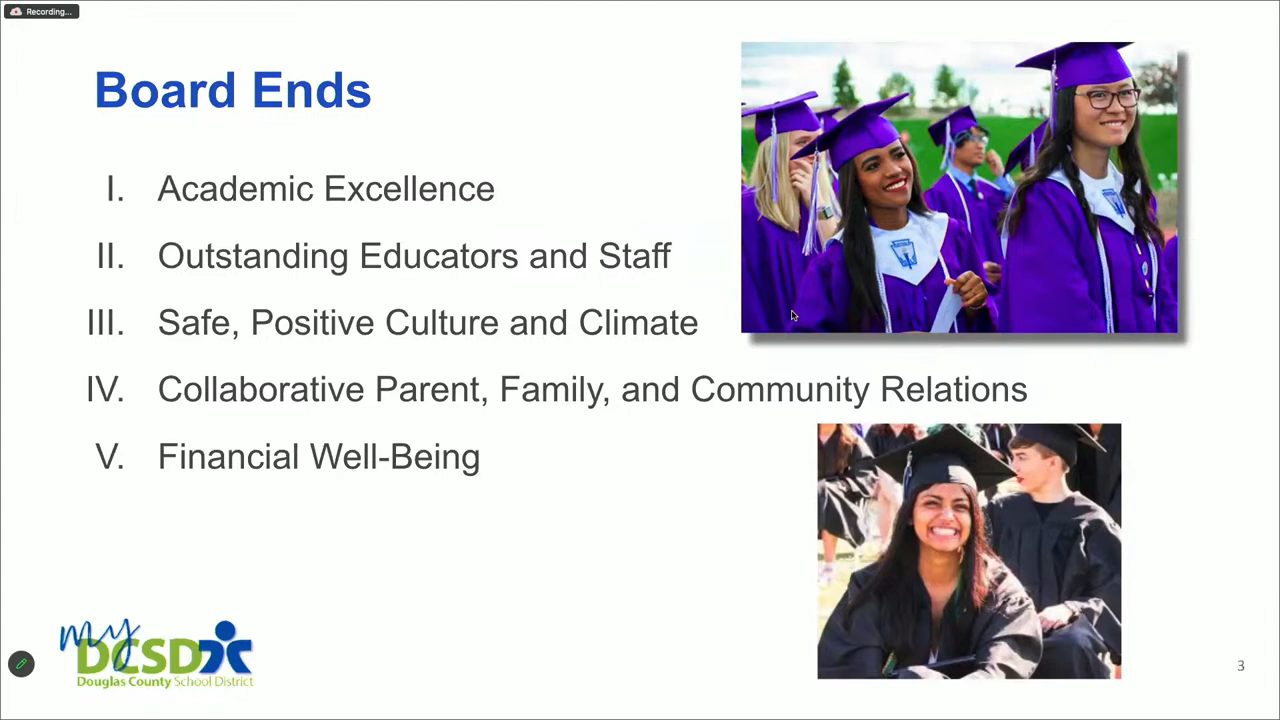 Recording...
Board Ends
I. Academic Excellence
II. Outstanding Educators and Staff
III. Safe, Positive Culture and Climate
IV. Collaborative Parent, Family, and Community Relations
V. Financial Well-Being
my
DCSD
Douglas County School District
3